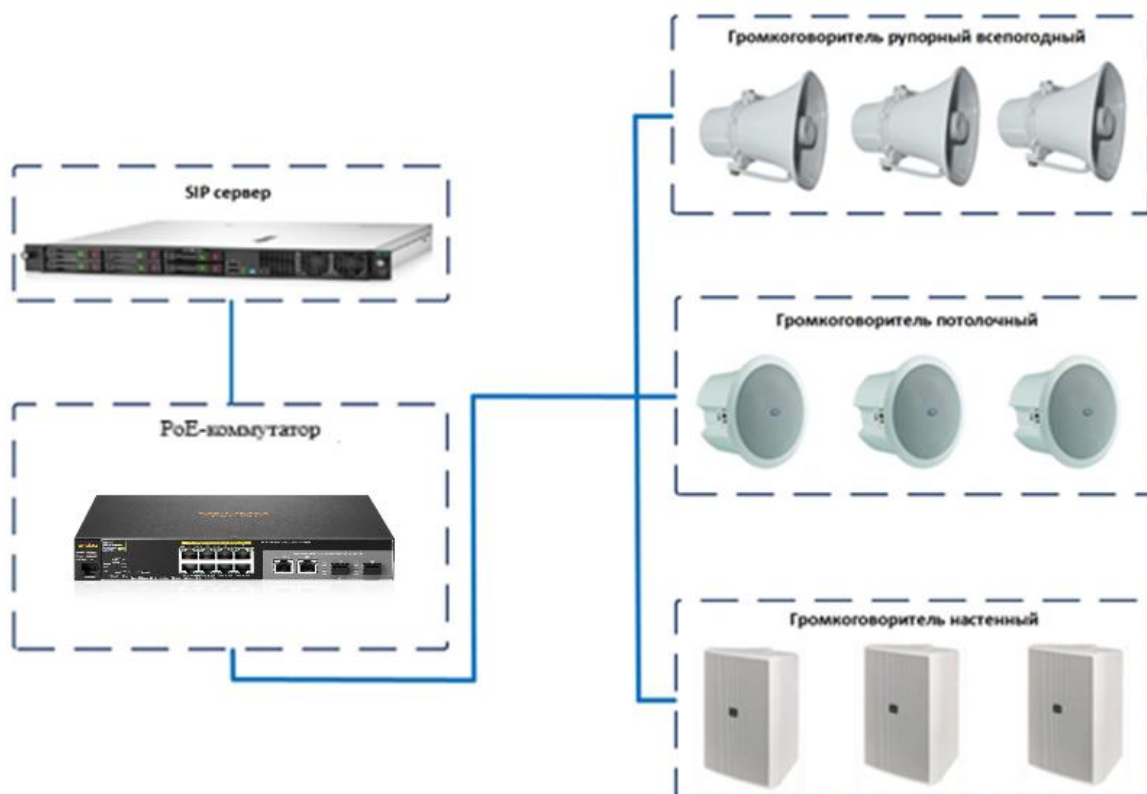 Громкоговоритель рупорный всепогодный
SIP сервер
Громкоговоритель потолочный
PoE-коммутатор
Громкоговоритель настенный